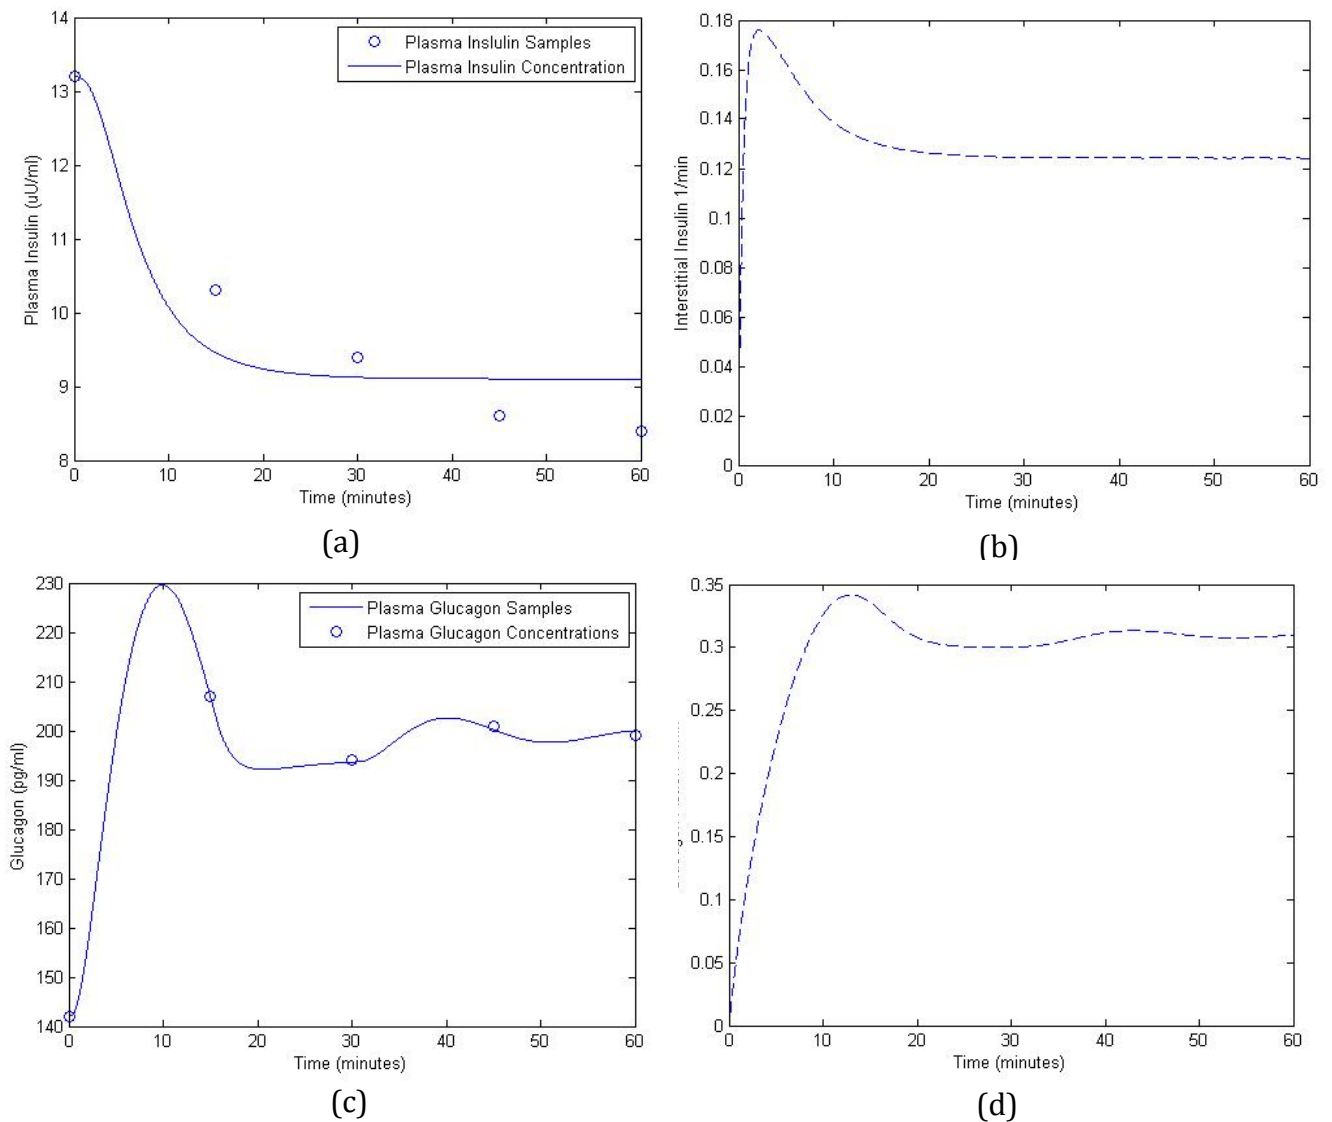 14
13
12
11
10
9
8
0 10 20 30 40 50 60
Plasma Insulin (uU/ml)
Time (minutes)
Plasma Inslulin Samples
Plasma Insulin Concentration
(a)
0.18
0.16
0.14
0.12
0.1
0.08
0.06
0.04
0.02
0
0 10 20 30 40 50 60
Interstitial Insulin 1/min
Time (minutes)
(b)
230
220
210
200
190
180
170
160
150
140
0 10 20 30 40 50 60
Glucagon (pg/ml)
Time (minutes)
Plasma Glucagon Samples
Plasma Glucagon Concentrations
(c)
0.35
0.3
0.25
0.2
0.15
0.1
0.05
0
0 10 20 30 40 50 60
Time (minutes)
(d)